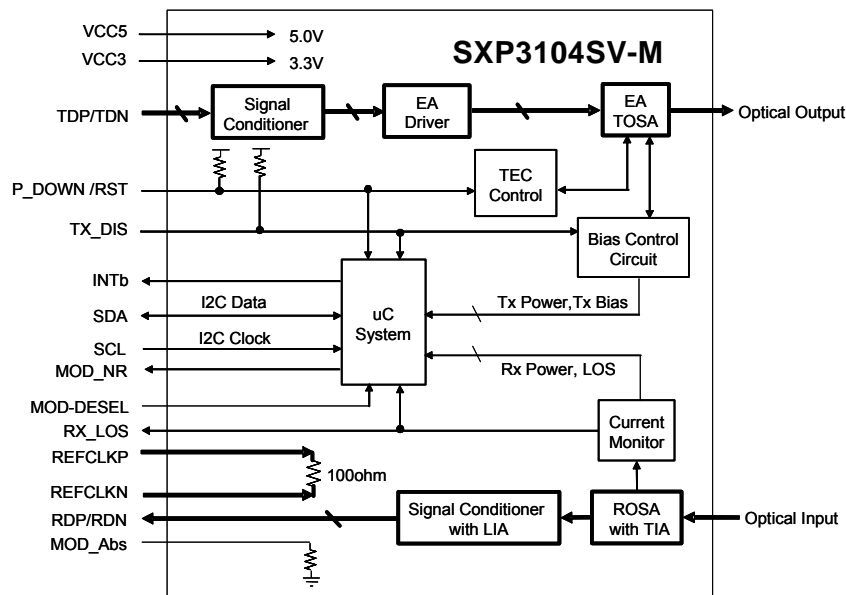 VCC5
5.0V
SXP3104SV-M
VCC3
3.3V
TDP/TDN
Signal
Conditioner
EA
Driver
EA
TOSA
Optical Output
P_DOWN /RST
TEC
Control
TX_DIS
Bias Control
Circuit
INTb
SDA
I2C Data
uC
System
Tx Power,Tx Bias
SCL
I2C Clock
MOD_NR
Rx Power, LOS
MOD-DESEL
RX_LOS
Current
Monitor
REFCLKP
100ohm
REFCLKN
RDP/RDN
Signal Conditioner
with LIA
ROSA
with TIA
Optical Input
MOD_Abs